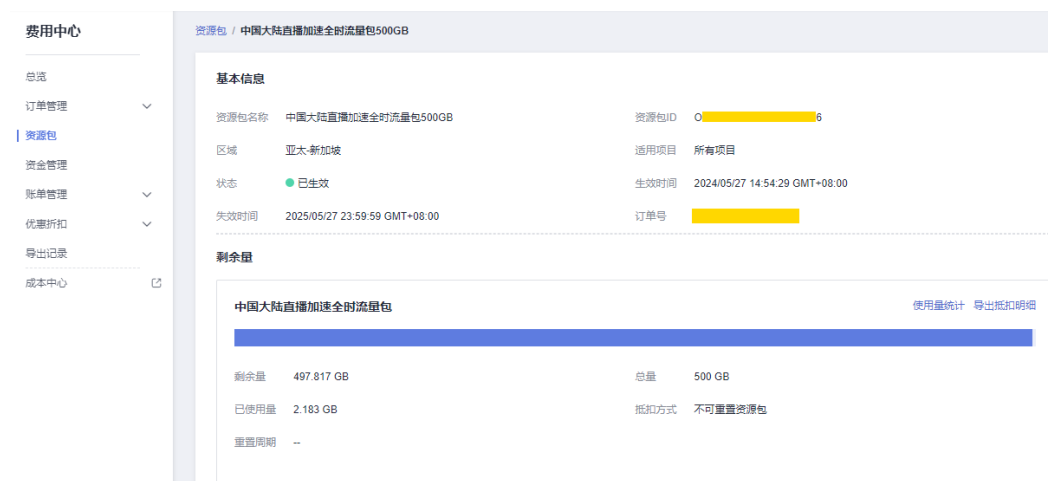 费用中心
总览
订单管理
资源包
资金管理
账单管理
优惠折扣
导出记录
成本中心
资源包 / 中国大陆直播加速全时流量包500GB
基本信息
资源包名称 中国大陆直播加速全时流量包500GB 资源包ID O 6
区域 亚太-新加坡 适用项目 所有项目
状态 已生效 生效时间 2024/05/27 14:54:29 GMT+08:00
失效时间 2025/05/27 23:59:59 GMT+08:00 订单号
剩余量
中国大陆直播加速全时流量包 使用量统计 导出抵扣明细
剩余量 497.817 GB 总量 500 GB
已使用量 2.183 GB 抵扣方式 不可重置资源包
重置周期 --